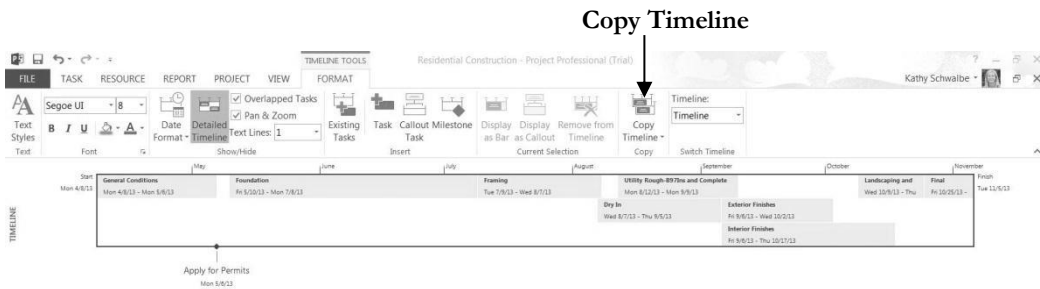 Copy Timeline
TIMELINE TOOLS
Residential Construction - Project Professional (Trial)
FILE TASK RESOURCE REPORT PROJECT VIEW FORMAT
Kathy Schwalbe
Segoe UI 8
Text Styles
B I U A
Date Format
Detailed Timeline
Overlapped Tasks
Pan & Zoom
Text Lines: 1
Existing Tasks
Task
Callout Task
Milestone
Display as Bar
Display as Callout
Remove from Timeline
Copy Timeline
Timeline:
Timeline
Text Font Show/Hide Insert Current Selection Copy Switch Timeline
May June July August September October November
TIMELINE
Start
Mon 4/8/13
General Conditions
Mon 4/8/13 - Mon 5/6/13
Foundation
Fri 5/10/13 - Mon 7/8/13
Framing
Tue 7/9/13 - Wed 8/7/13
Utility Rough-B97Ins and Complete
Mon 8/12/13 - Mon 9/9/13
Landscaping and
Wed 10/9/13 - Thu
Final
Fri 10/25/13 -
Finish
Tue 11/5/13
Dry In
Wed 8/7/13 - Thu 9/5/13
Exterior Finishes
Fri 9/6/13 - Wed 10/2/13
Interior Finishes
Fri 9/6/13 - Thu 10/17/13
Apply for Permits
Mon 5/6/13